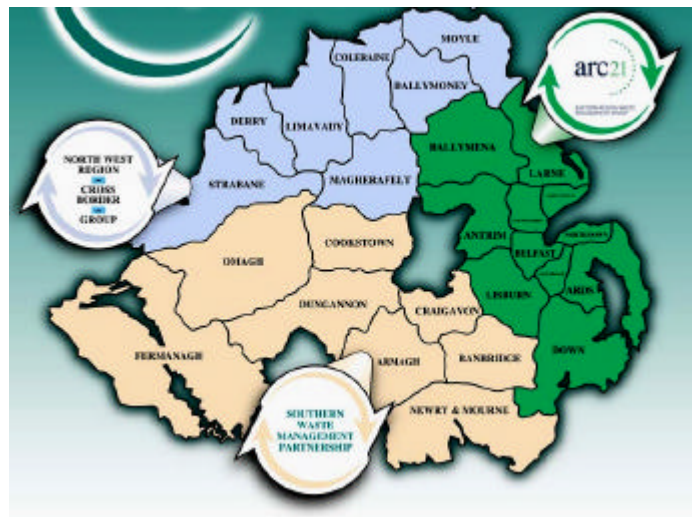 MOYLE
COLERAINE
BALLYMONEY
DERRY
LIMAVADY
arc21
BALLYMENA
LARNE
NORTH WEST
REGION
CROSS
BORDER
GROUP
STRABANE
MAGHERAFELT
ANTRIM
BELFAST
COOKSTOWN
OMAGH
LISBURN
ARDS
DUNGANNON
CRAIGAVON
FERMANAGH
ARMAGH
BANBRIDGE
DOWN
NEWRY & MOURNE
SOUTHERN
WASTE
MANAGEMENT
PARTNERSHIP